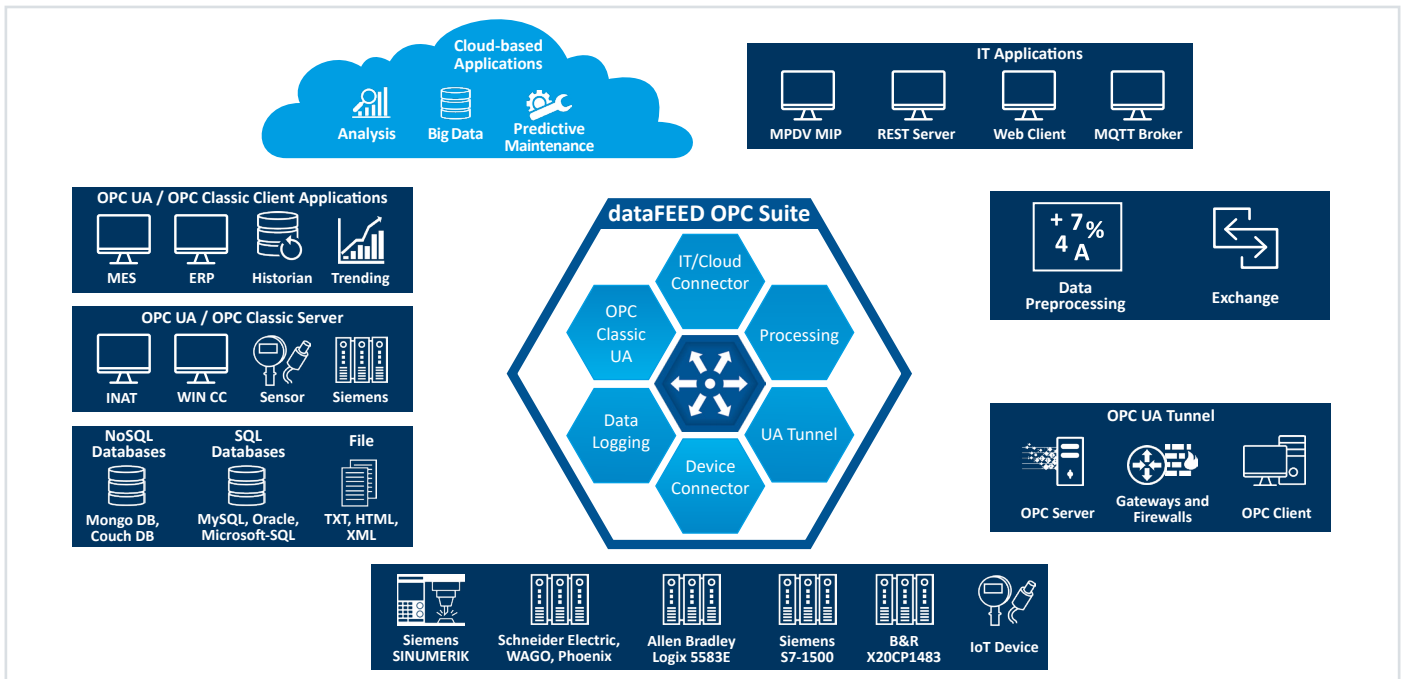 Cloud-based
Applications
Analysis
Big Data
Predictive
Maintenance
IT Applications
MPDV MIP
REST Server
Web Client
MQTT Broker
OPC UA / OPC Classic Client Applications
MES
ERP
Historian
Trending
OPC UA / OPC Classic Server
INAT
WIN CC
Sensor
Siemens
NoSQL
Databases
SQL
Databases
File
Mongo DB,
Couch DB
MySQL, Oracle,
Microsoft-SQL
TXT, HTML,
XML
dataFEED OPC Suite
IT/Cloud
Connector
OPC
Classic
UA
Processing
Data
Logging
UA Tunnel
Device
Connector
+ 7%
4 A
Data
Preprocessing
Exchange
OPC UA Tunnel
OPC Server
Gateways and
Firewalls
OPC Client
Siemens
SINUMERIK
Schneider Electric,
WAGO, Phoenix
Allen Bradley
Logix 5583E
Siemens
S7-1500
B&R
X20CP1483
IoT Device